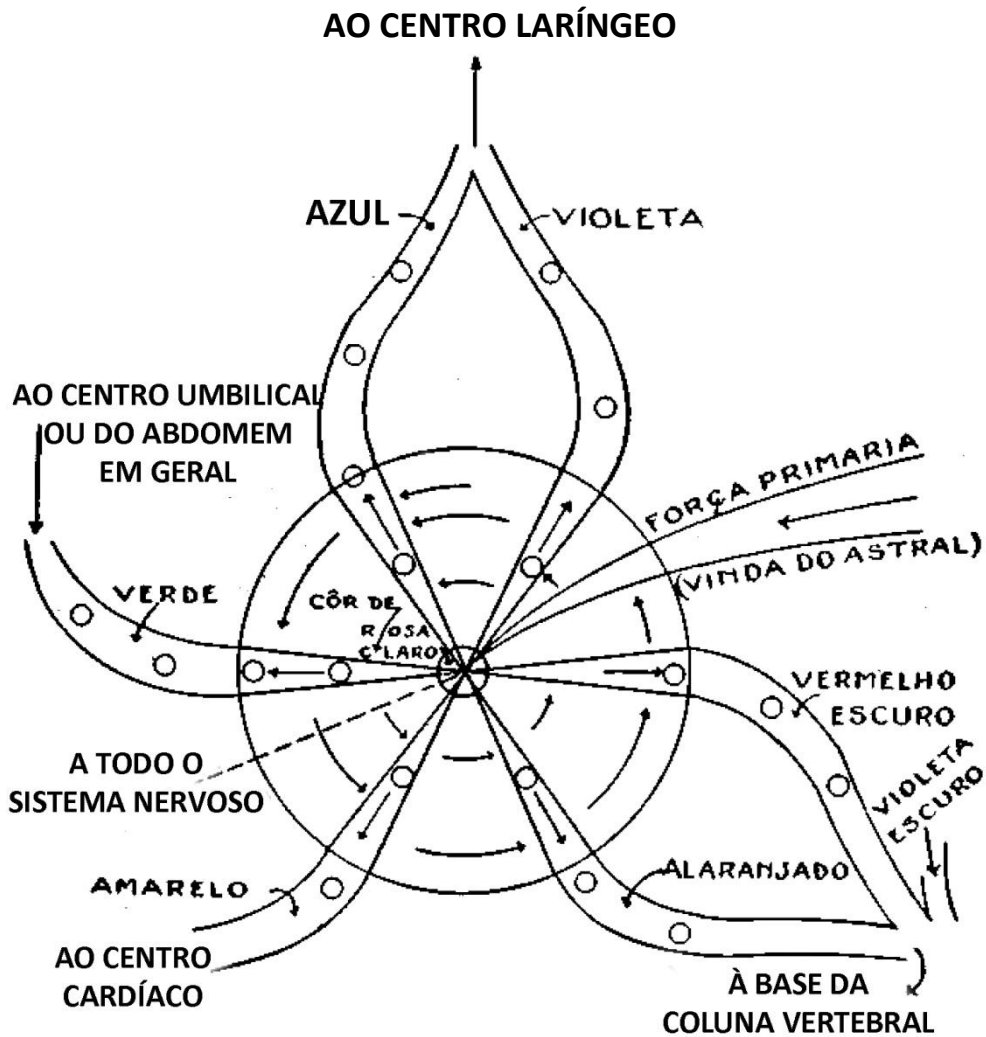 AO CENTRO LARÍNGEO
AZUL
VIOLETA
AO CENTRO UMBILICAL
OU DO ABDOMEM
EM GERAL
FORÇA PRIMARIA
(VINDA DO ASTRAL)
VERDE
CÔR DE
ROSA
CLARO
VERMELHO
ESCURO
A TODO O
SISTEMA NERVOSO
VIOLETA
ESCURO
AMARELO
ALARANJADO
AO CENTRO
CARDÍACO
À BASE DA
COLUNA VERTEBRAL